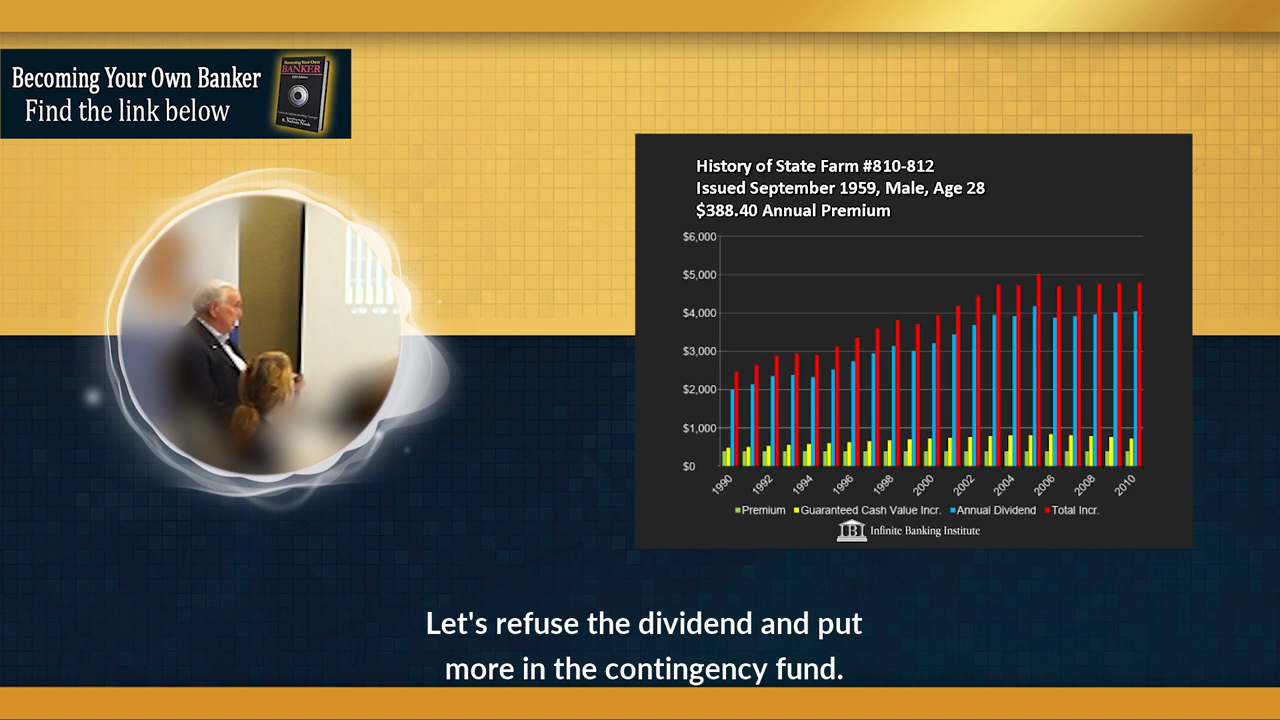 Becoming Your Own Banker
Find the link below
Becoming Your Own
BANKER
History of State Farm #810-812
Issued September 1959, Male, Age 28
$388.40 Annual Premium
$6,000
$5,000
$4,000
$3,000
$2,000
$1,000
$0
1990 1992 1994 1996 1998 2000 2002 2004 2006 2008 2010
Premium Guaranteed Cash Value Incr. Annual Dividend Total Incr.
IBI Infinite Banking Institute
Let's refuse the dividend and put
more in the contingency fund.